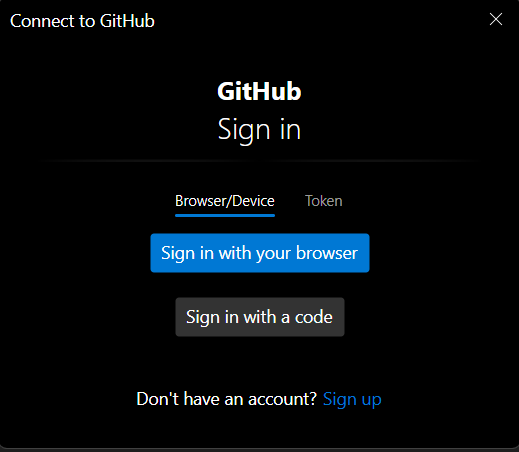 Connect to GitHub
GitHub
Sign in
Browser/Device Token
Sign in with your browser
Sign in with a code
Don't have an account? Sign up